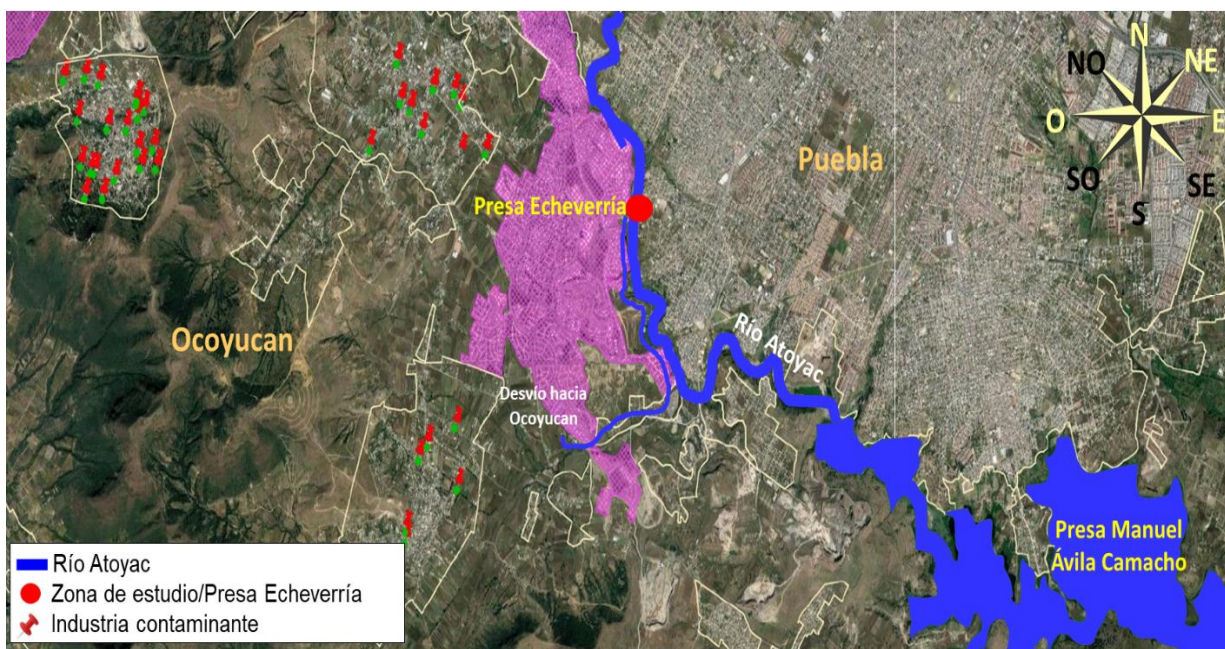 N
NO
NE
O
E
SO
SE
S
Puebla
Presa Echeverría
Ocoyucan
Río Atoyac
Desvío hacia
Ocoyucan
Presa Manuel
Ávila Camacho
Río Atoyac
Zona de estudio/Presa Echeverría
Industria contaminante